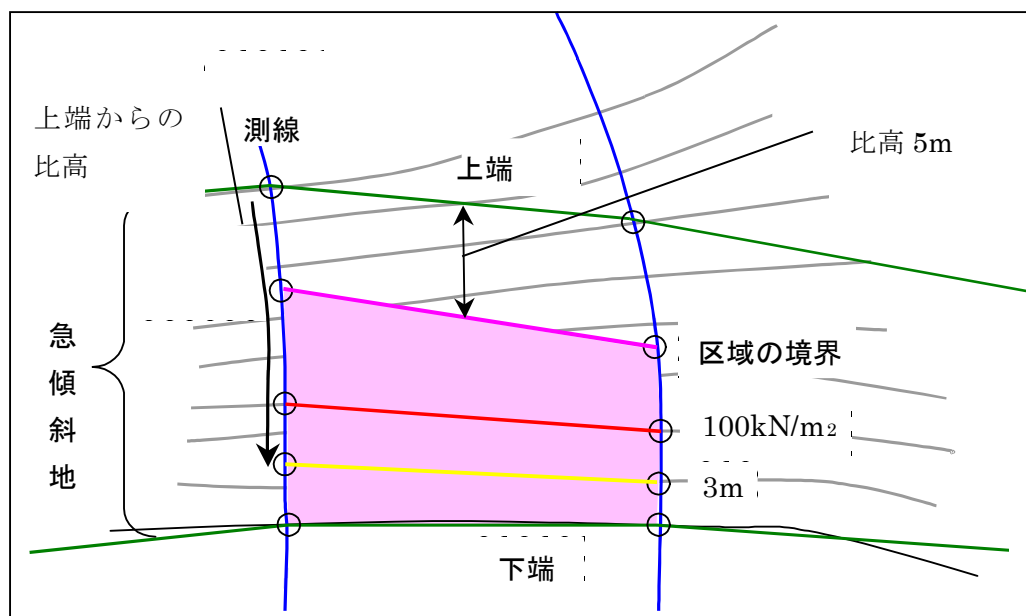 上端からの
比高
測線
上端
比高 5m
急傾斜地
区域の境界
100kN/m2
3m
下端